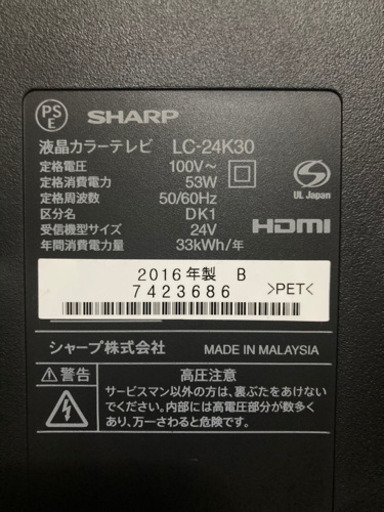 PS
E
SHARP
液晶カラーテレビ LC-24K30
定格電圧 100V～
定格消費電力 53W
定格周波数 50/60Hz
区分名 DK1
受信機型サイズ 24V
年間消費電力量 33kWh/年
S
UL Japan
HDMI
2016年製 B
7423686
>PET<
シャープ株式会社 MADE IN MALAYSIA
警告 高圧注意
サービスマン以外の方は、裏ぶたをあけない
でください。内部には高電圧部分が数多く
あり、万一さわると危険です。